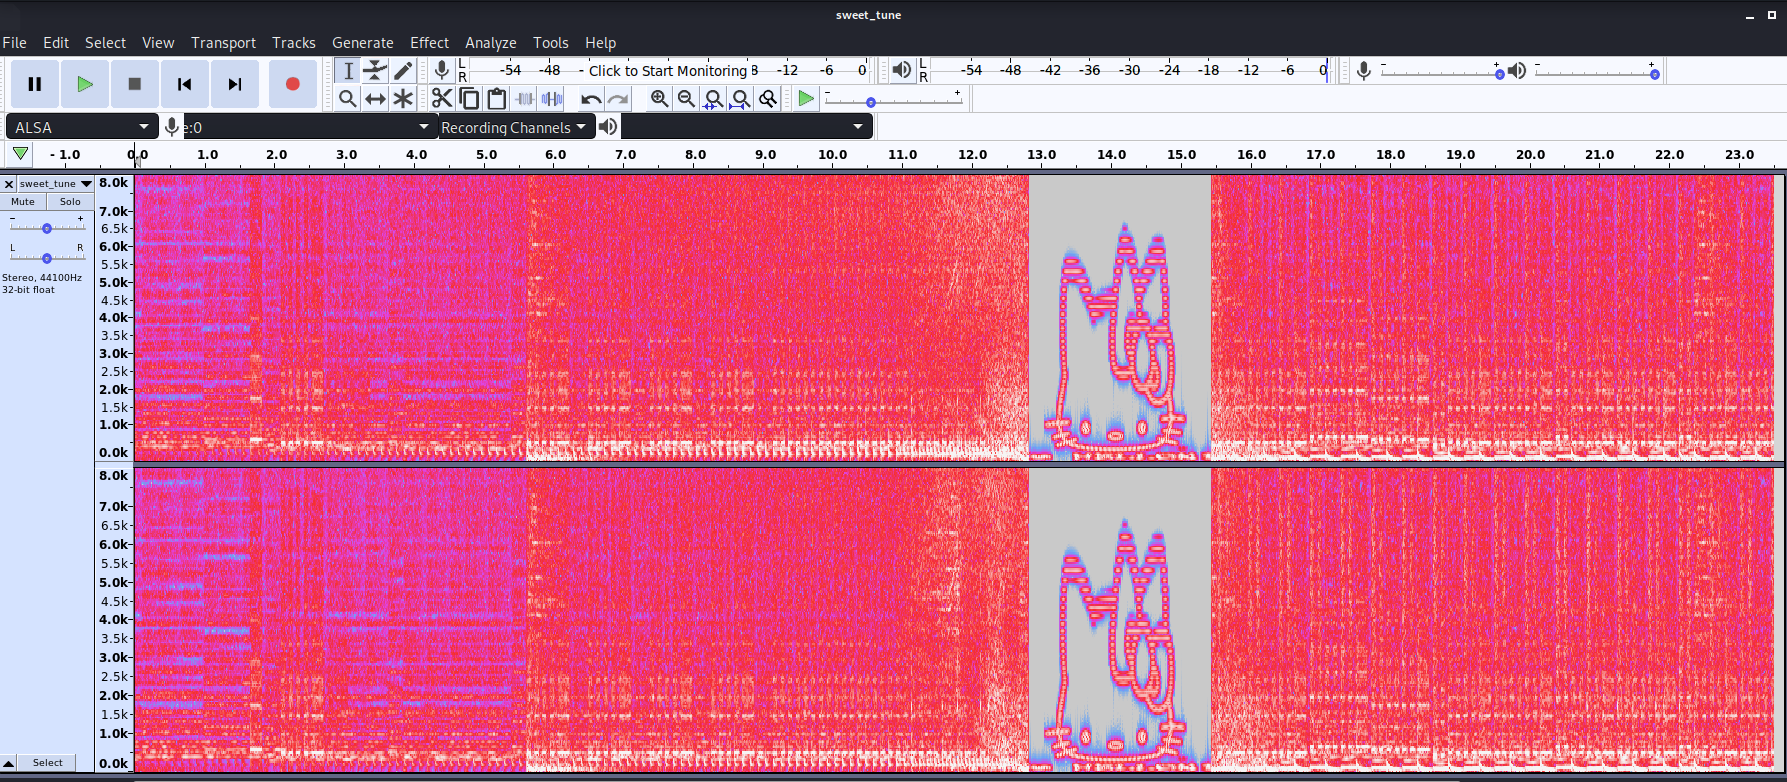 sweet_tune
File Edit Select View Transport Tracks Generate Effect Analyze Tools Help
L -54 -48 - Click to Start Monitoring -12 -6 0 L -54 -48 -42 -36 -30 -24 -18 -12 -6 0 - + - +
R R
- +
ALSA :0 Recording Channels
- 1.0 0.0 1.0 2.0 3.0 4.0 5.0 6.0 7.0 8.0 9.0 10.0 11.0 12.0 13.0 14.0 15.0 16.0 17.0 18.0 19.0 20.0 21.0 22.0 23.0
sweet_tune
Mute Solo
- +
L R
Stereo, 44100Hz
32-bit float
8.0k
7.0k
6.5k
6.0k
5.5k
5.0k
4.5k
4.0k
3.5k
3.0k
2.5k
2.0k
1.5k
1.0k
0.0k
8.0k
7.0k
6.5k
6.0k
5.5k
5.0k
4.5k
4.0k
3.5k
3.0k
2.5k
2.0k
1.5k
1.0k
0.0k
Select